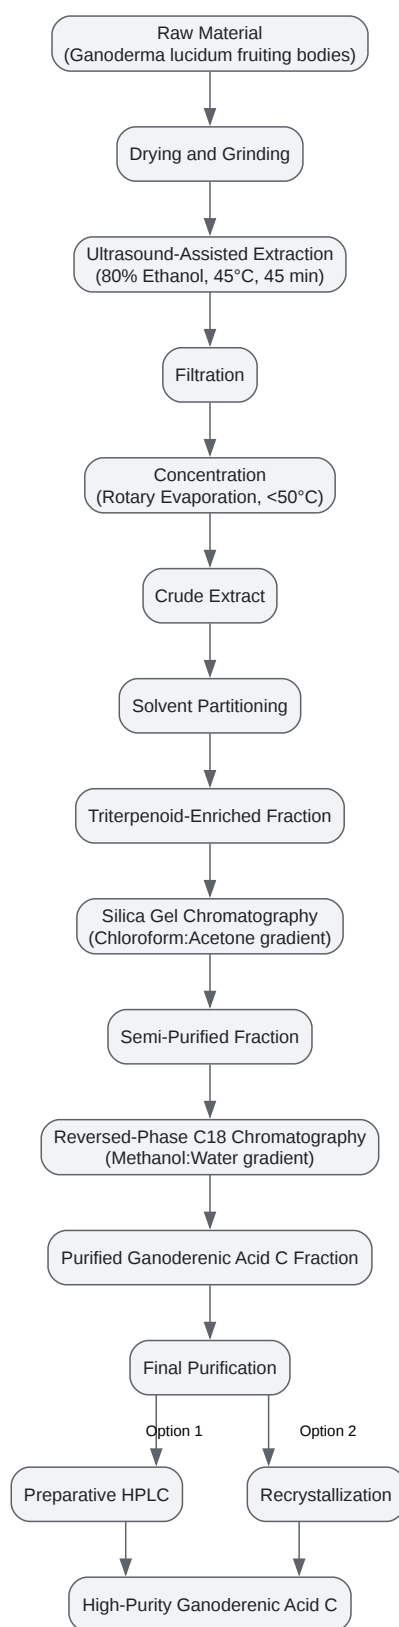 Raw Material
(Ganoderma lucidum fruiting bodies)
Drying and Grinding
Ultrasound-Assisted Extraction
(80% Ethanol, 45°C, 45 min)
Filtration
Concentration
(Rotary Evaporation, <50°C)
Crude Extract
Solvent Partitioning
Triterpenoid-Enriched Fraction
Silica Gel Chromatography
(Chloroform:Acetone gradient)
Semi-Purified Fraction
Reversed-Phase C18 Chromatography
(Methanol:Water gradient)
Purified Ganoderenic Acid C Fraction
Final Purification
Option 1
Option 2
Preparative HPLC
Recrystallization
High-Purity Ganoderenic Acid C